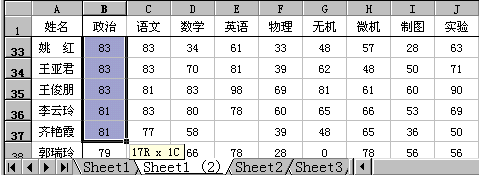 A B C D E F G H I J
1 姓名 政治 语文 数学 英语 物理 无机 微机 制图 实验
33 姚 红 83 83 34 61 33 48 57 28 63
34 王亚君 83 83 70 81 39 62 48 50 71
35 王俊朋 83 81 83 98 69 81 61 60 90
36 李云玲 81 83 80 78 60 65 66 53 69
37 齐艳霞 81 77 58 39 48 65 36 50
38 郭瑞玲 79 66 78 28 0 78 56 56
17R x 1C
Sheet1 Sheet1 (2) Sheet2 Sheet3